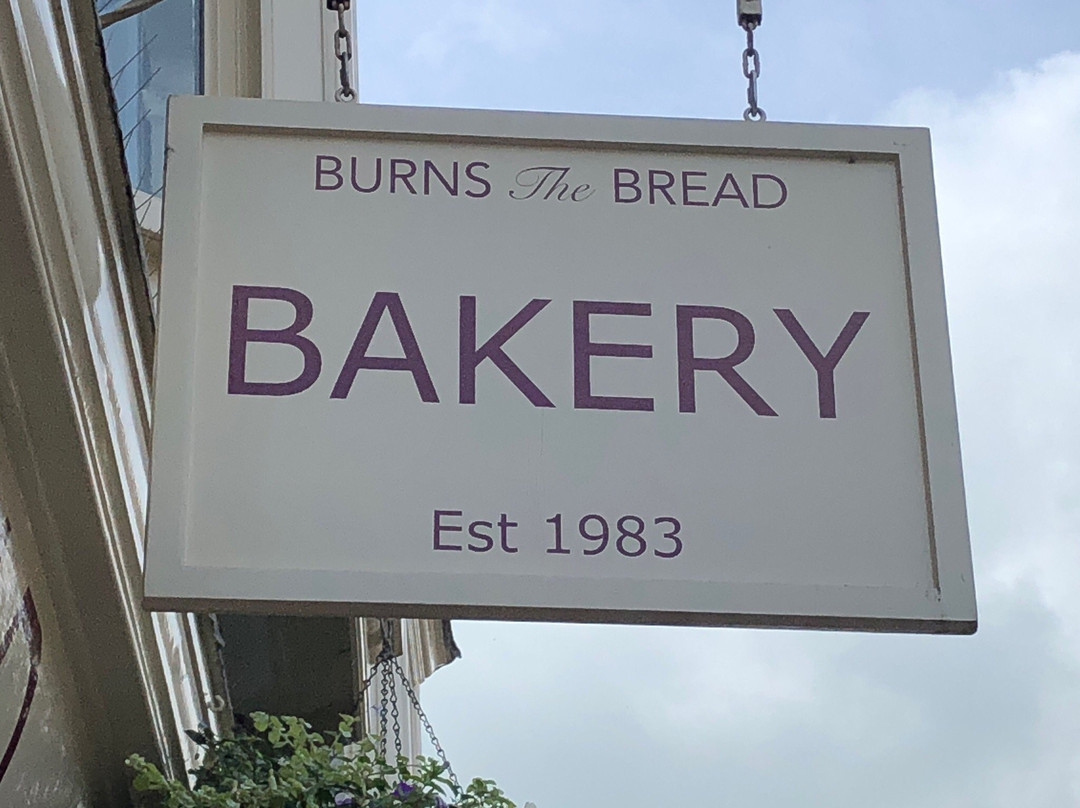 BURNS The BREAD
BAKERY
Est 1983